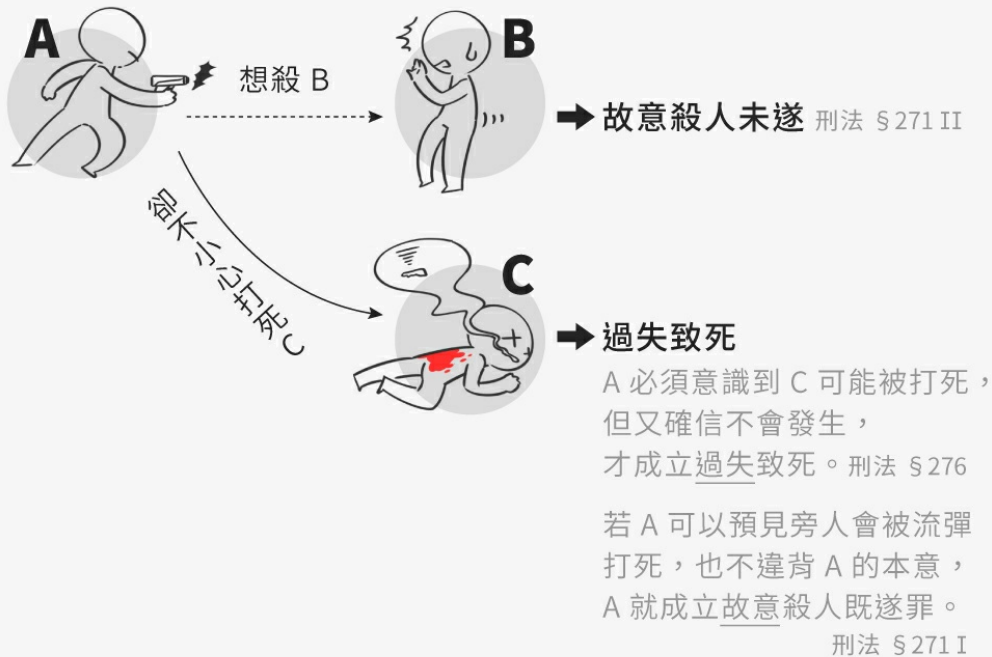 A
想殺 B
B
故意殺人未遂 刑法 §271 II
卻不小心打死 C
C
過失致死
A 必須意識到 C 可能被打死，
但又確信不會發生，
才成立過失致死。刑法 §276
若 A 可以預見旁人會被流彈
打死，也不違背 A 的本意，
A 就成立故意殺人既遂罪。
刑法 §271 I